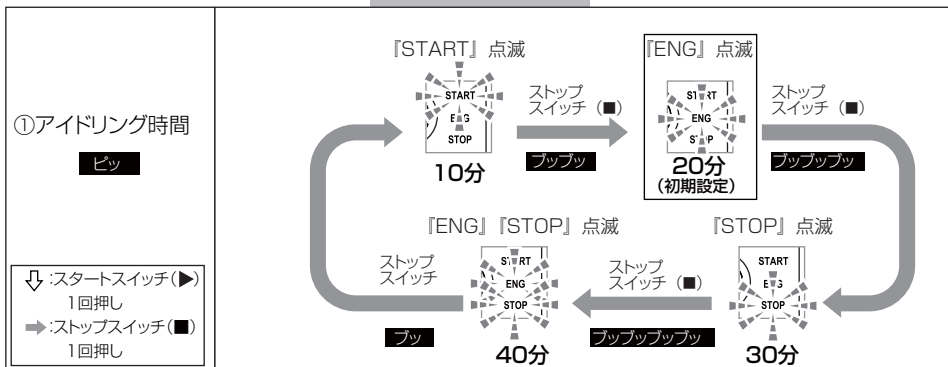 ①アイドリング時間
ピッ
⇩:スタートスイッチ(▶)
1回押し
➡:ストップスイッチ(■)
1回押し
『START』点滅
START
ENG
STOP
10分
ストップ
スイッチ(■)
ブッブッ
『ENG』点滅
START
ENG
STOP
20分
(初期設定)
ストップ
スイッチ(■)
ブッブッブッ
『STOP』点滅
START
ENG
STOP
30分
ストップ
スイッチ(■)
ブッブッブッブッ
『ENG』『STOP』点滅
START
ENG
STOP
40分
ストップ
スイッチ
ブッ